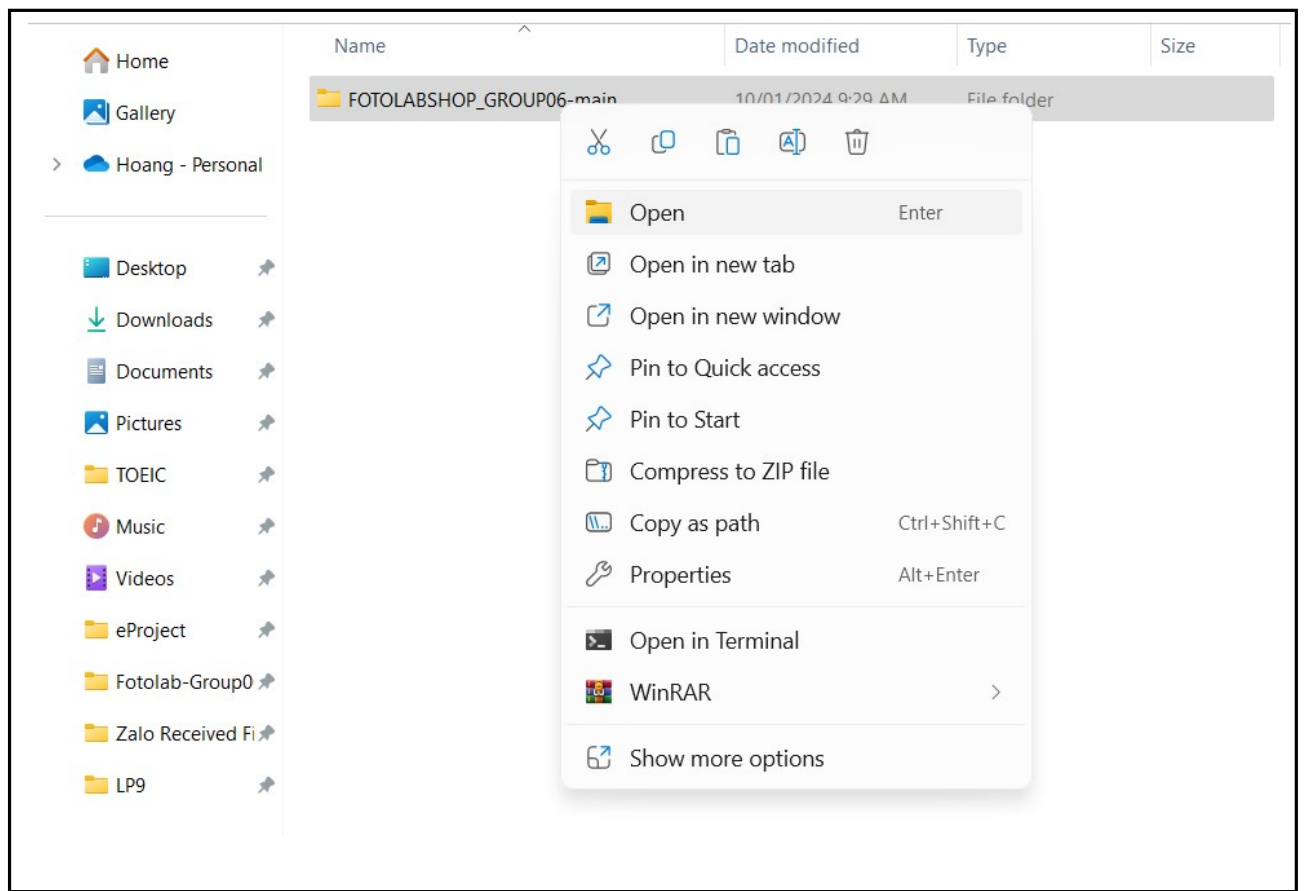 Name Date modified Type Size
FOTOLABSHOP_GROUP06-main 10/01/2024 9:29 AM File folder
Home
Gallery
Hoang - Personal
Desktop
Downloads
Documents
Pictures
TOEIC
Music
Videos
eProject
Fotolab-Group0
Zalo Received Fi
LP9
Open Enter
Open in new tab
Open in new window
Pin to Quick access
Pin to Start
Compress to ZIP file
Copy as path Ctrl+Shift+C
Properties Alt+Enter
Open in Terminal
WinRAR
Show more options